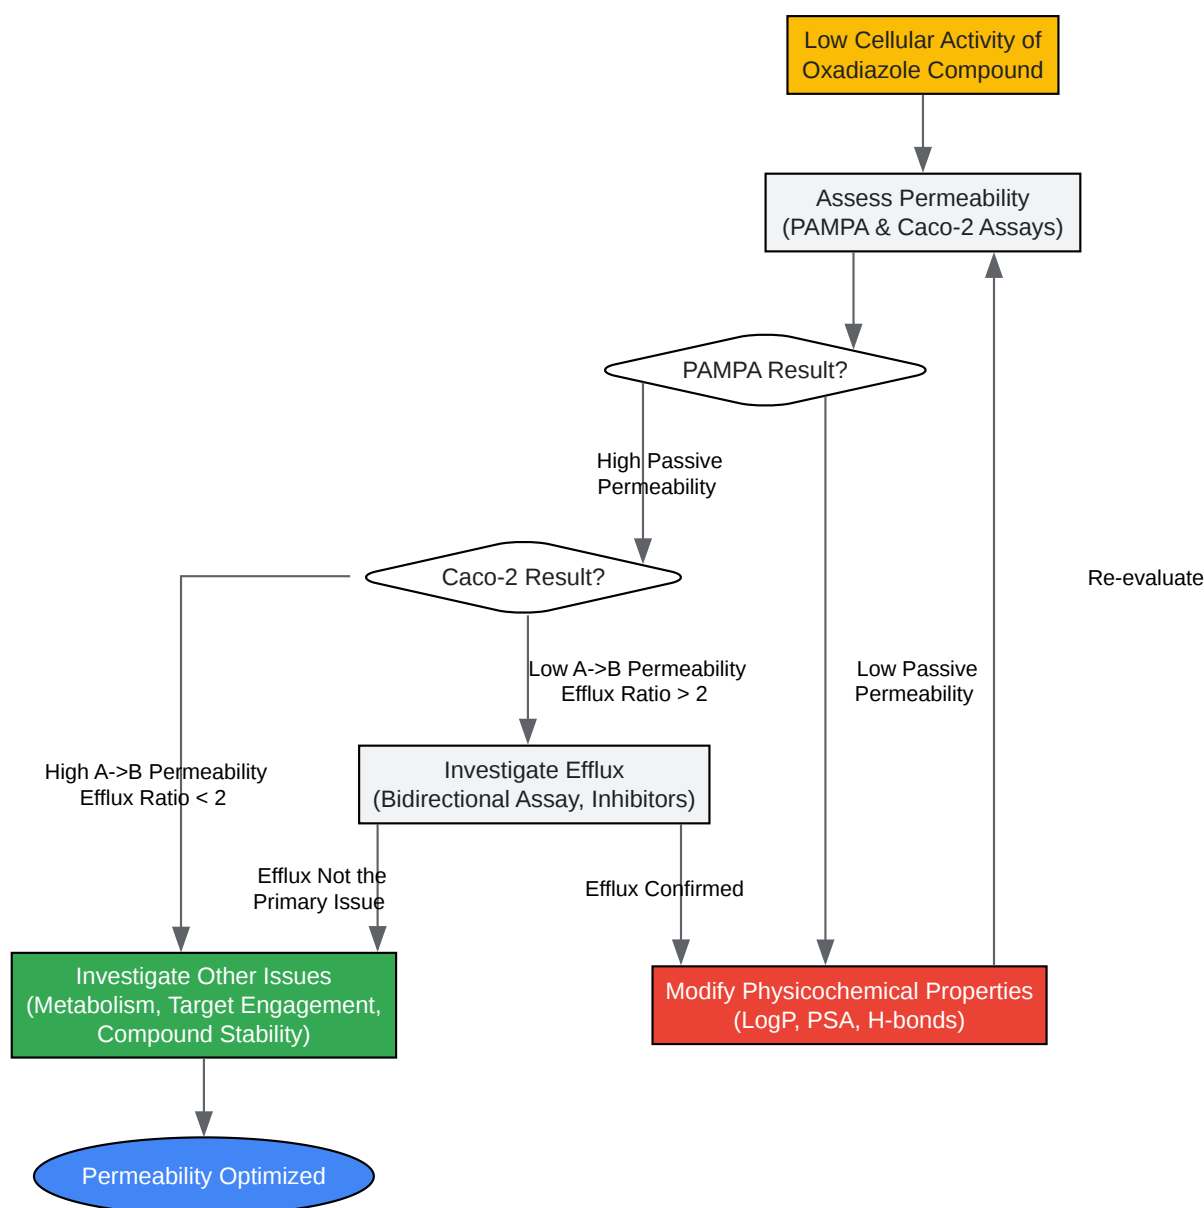 Low Cellular Activity of
Oxadiazole Compound
Assess Permeability
(PAMPA & Caco-2 Assays)
PAMPA Result?
High Passive
Permeability
Caco-2 Result?
Re-evaluate
Low A->B Permeability
Efflux Ratio > 2
Low Passive
Permeability
High A->B Permeability
Efflux Ratio < 2
Investigate Efflux
(Bidirectional Assay, Inhibitors)
Efflux Not the
Primary Issue
Efflux Confirmed
Investigate Other Issues
(Metabolism, Target Engagement,
Compound Stability)
Modify Physicochemical Properties
(LogP, PSA, H-bonds)
Permeability Optimized